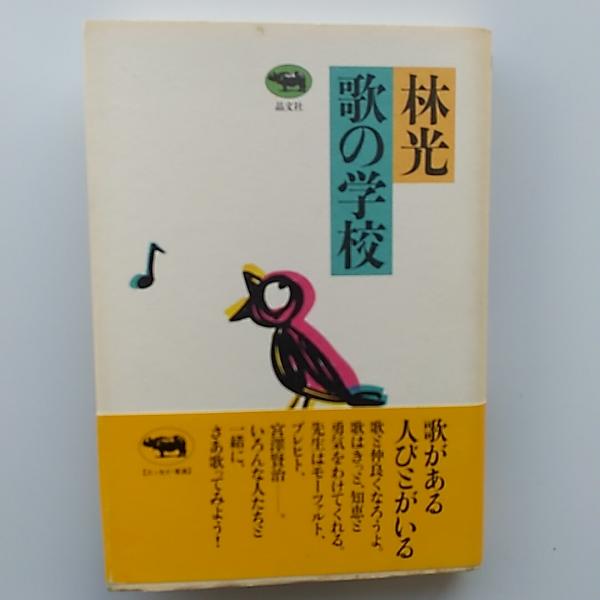 林光
歌の学校
晶文社
歌がある
人びとがいる
歌と仲良くなろうよ。
歌はきっと、知恵と
勇気をわけてくれる。
先生はモーツァルト、
ブレヒト、
宮澤賢治――。
いろんな人たちと
一緒に、
さあ歌ってみよう!